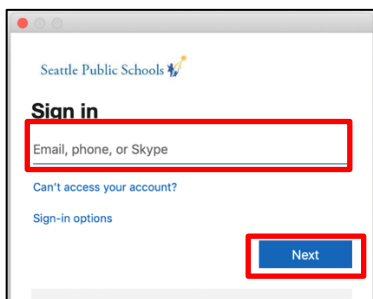 Seattle Public Schools
Sign in
Email, phone, or Skype
Can't access your account?
Sign-in options
Next